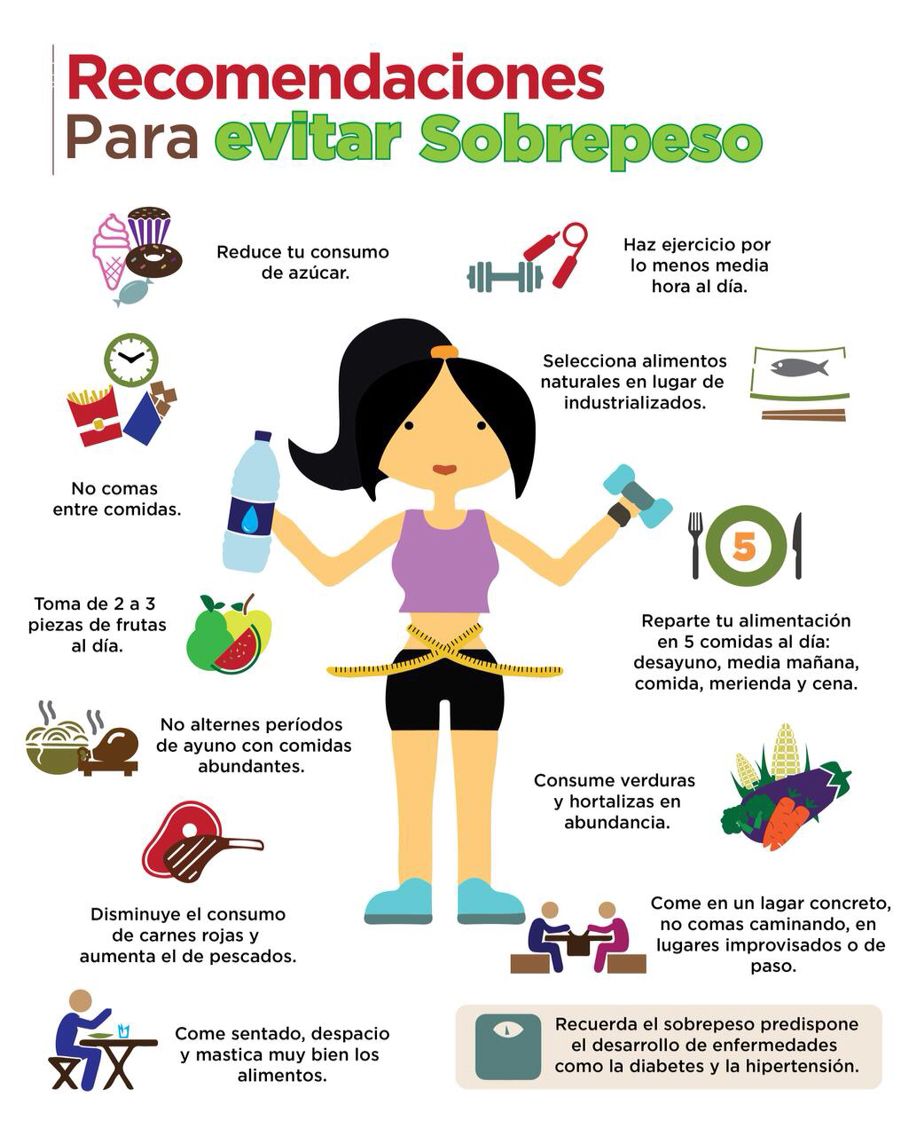 Recomendaciones
Para evitar Sobrepeso
Reduce tu consumo
de azúcar.
Haz ejercicio por
lo menos media
hora al día.
No comas
entre comidas.
Selecciona alimentos
naturales en lugar de
industrializados.
5
Toma de 2 a 3
piezas de frutas
al día.
Reparte tu alimentación
en 5 comidas al día:
desayuno, media mañana,
comida, merienda y cena.
No alternes períodos
de ayuno con comidas
abundantes.
Consume verduras
y hortalizas en
abundancia.
Disminuye el consumo
de carnes rojas y
aumenta el de pescados.
Come en un lagar concreto,
no comas caminando, en
lugares improvisados o de
paso.
Come sentado, despacio
y mastica muy bien los
alimentos.
Recuerda el sobrepeso predispone
el desarrollo de enfermedades
como la diabetes y la hipertensión.